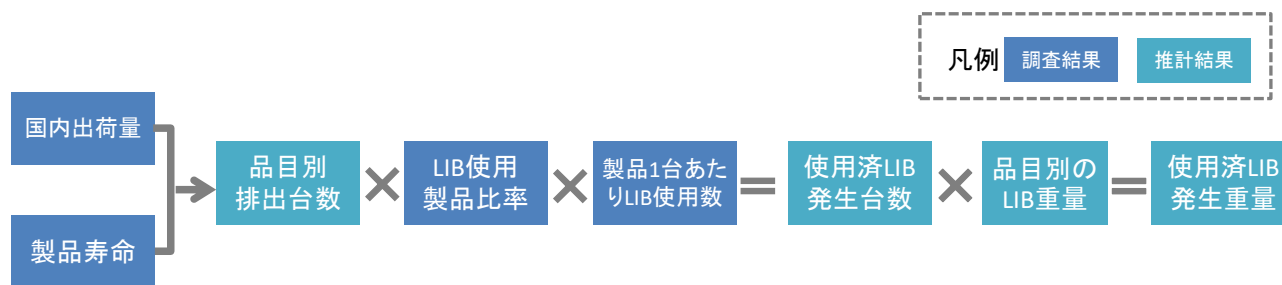 凡例
調査結果
推計結果
国内出荷量
製品寿命
品目別
排出台数
×
LIB使用
製品比率
×
製品1台あた
りLIB使用数
=
使用済LIB
発生台数
×
品目別の
LIB重量
=
使用済LIB
発生重量